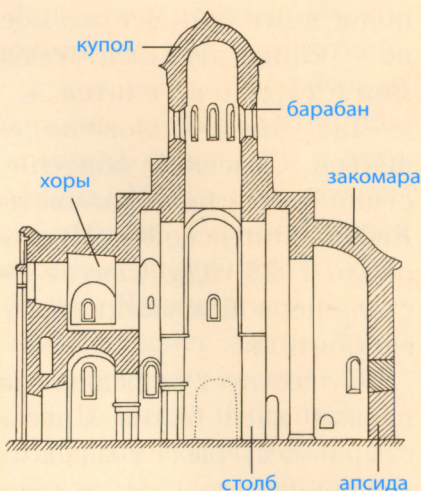 купол
барабан
хоры
закомара
столб
апсида